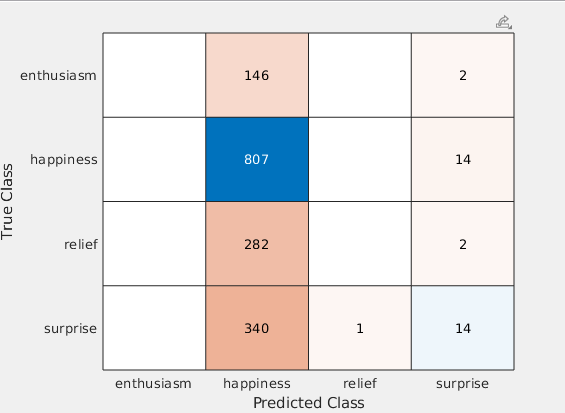 enthusiasm 146 2
happiness 807 14
relief 282 2
surprise 340 1 14
enthusiasm happiness relief surprise
Predicted Class
True Class